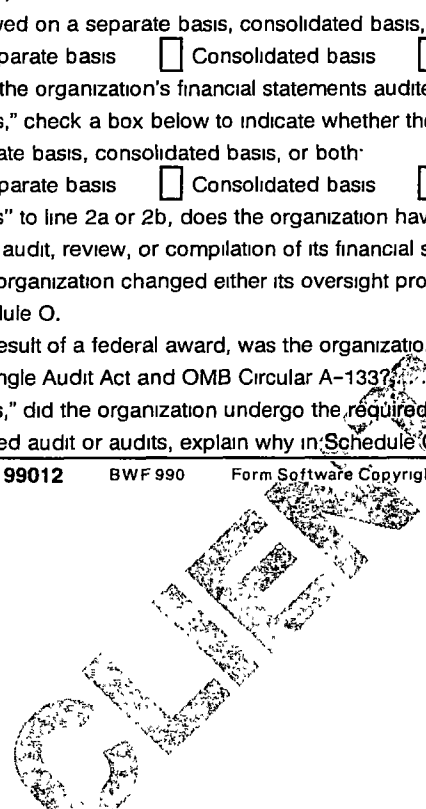 ved on a separate basis, consolidated basis,
parate basis ☐ Consolidated basis
the organization's financial statements audite
s," check a box below to indicate whether the
ate basis, consolidated basis, or both·
parate basis ☐ Consolidated basis
s" to line 2a or 2b, does the organization hav
audit, review, or compilation of its financial s
organization changed either its oversight pro
dule O.
esult of a federal award, was the organizatio
ngle Audit Act and OMB Circular A-133?
s," did the organization undergo the required
ed audit or audits, explain why in Schedule O
99012 BWF 990 Form Software Copyrigh
CLIENT